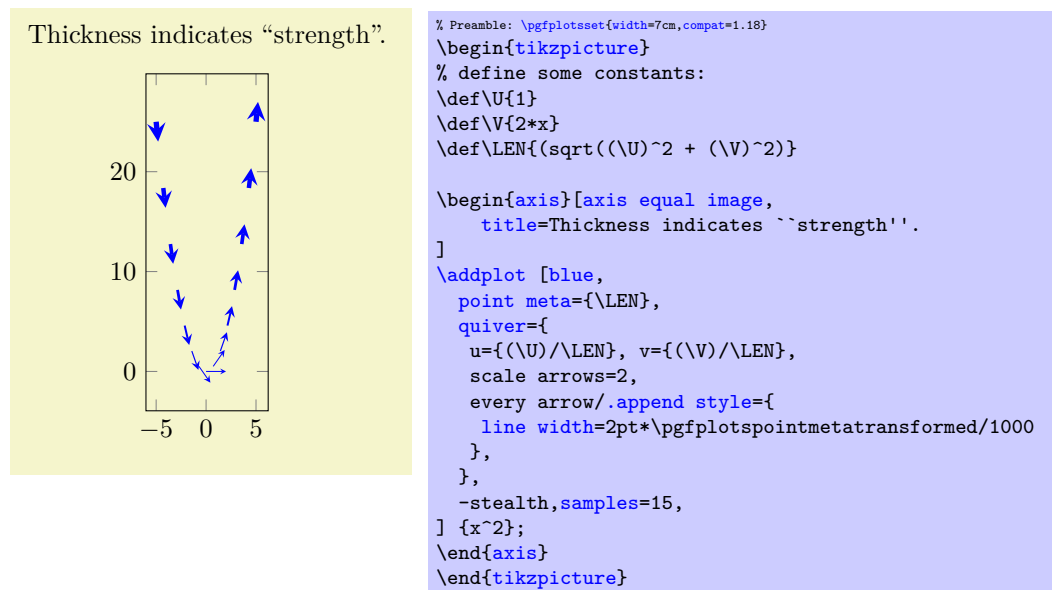 Thickness indicates “strength”.
20
10
0
−5 0 5
% Preamble: \pgfplotsset{width=7cm,compat=1.18}
\begin{tikzpicture}
% define some constants:
\def\U{1}
\def\V{2*x}
\def\LEN{(sqrt((\U)^2 + (\V)^2)}
\begin{axis}[axis equal image,
    title=Thickness indicates ``strength''.
]
\addplot [blue,
  point meta={\LEN},
  quiver={
   u={(\U)/\LEN}, v={(\V)/\LEN},
   scale arrows=2,
   every arrow/.append style={
    line width=2pt*\pgfplotspointmetatransformed/1000
   },
  },
  -stealth,samples=15,
] {x^2};
\end{axis}
\end{tikzpicture}